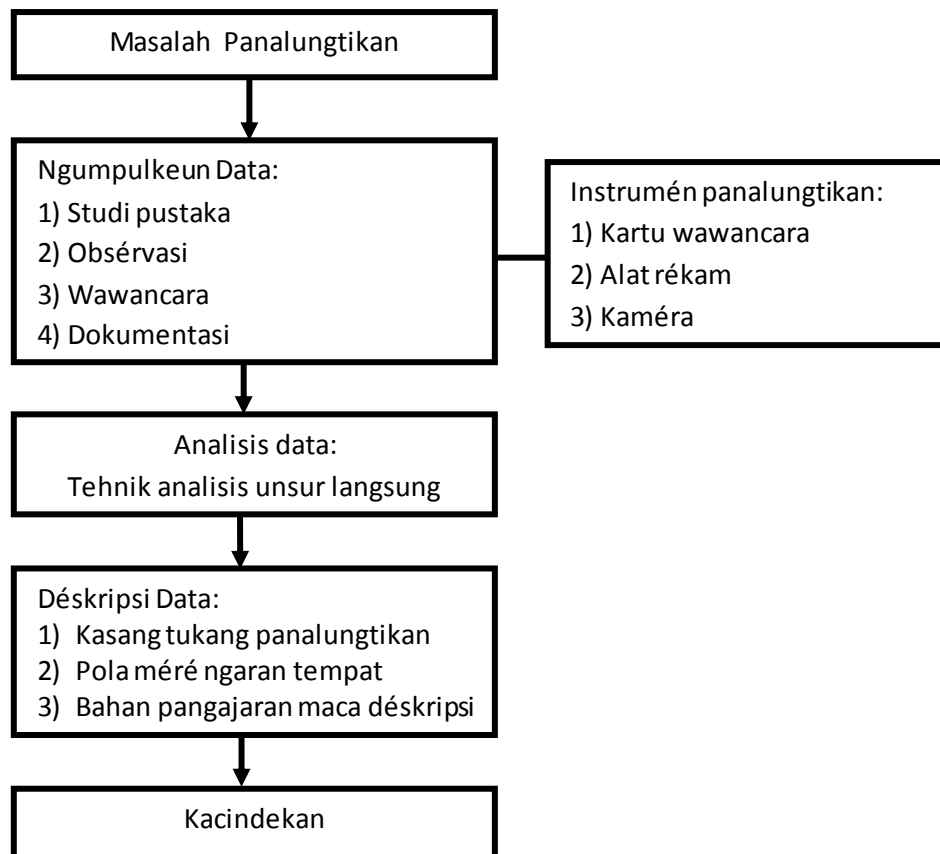 Masalah Panalungtikan
Ngumpulkeun Data:
1) Studi pustaka
2) Obsérvasi
3) Wawancara
4) Dokumentasi
Instrumén panalungtikan:
1) Kartu wawancara
2) Alat rékam
3) Kaméra
Analisis data:
Tehnik analisis unsur langsung
Déskripsi Data:
1) Kasang tukang panalungtikan
2) Pola méré ngaran tempat
3) Bahan pangajaran maca déskripsi
Kacindekan